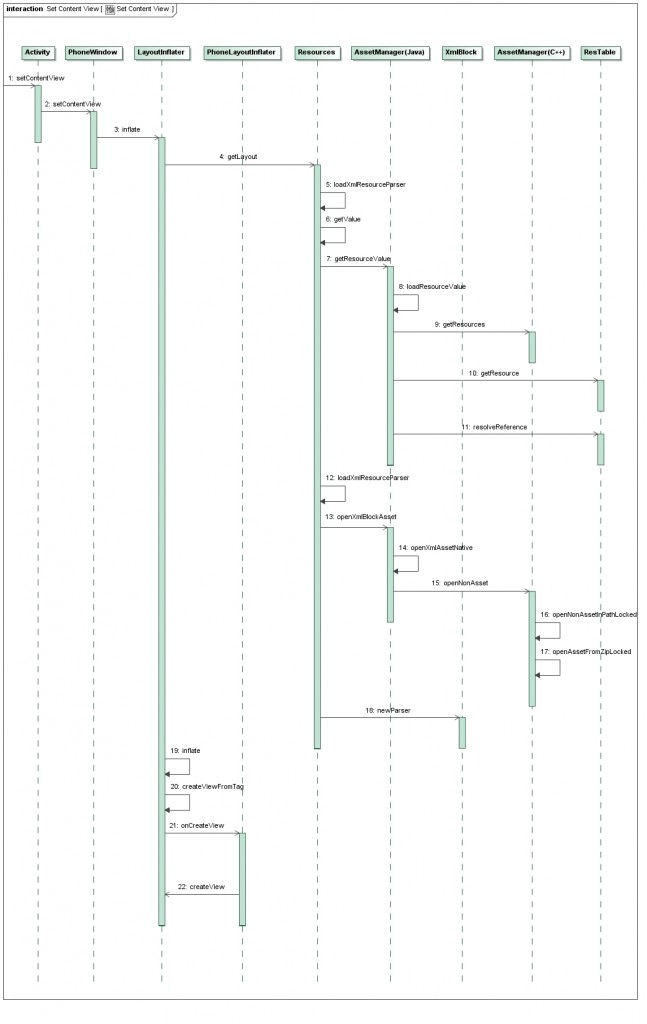 interaction Set Content View [ Set Content View ]
Activity PhoneWindow LayoutInflater PhoneLayoutInflater Resources AssetManager(Java) XmlBlock AssetManager(C++) ResTable
1: setContentView
2: setContentView
3: inflate
4: getLayout
5: loadXmlResourceParser
6: getValue
7: getResourceValue
8: loadResourceValue
9: getResources
10: getResource
11: resolveReference
12: loadXmlResourceParser
13: openXmlBlockAsset
14: openXmlAssetNative
15: openNonAsset
16: openNonAssetInPathLocked
17: openAssetFromZipLocked
18: newParser
19: inflate
20: createViewFromTag
21: onCreateView
22: createView